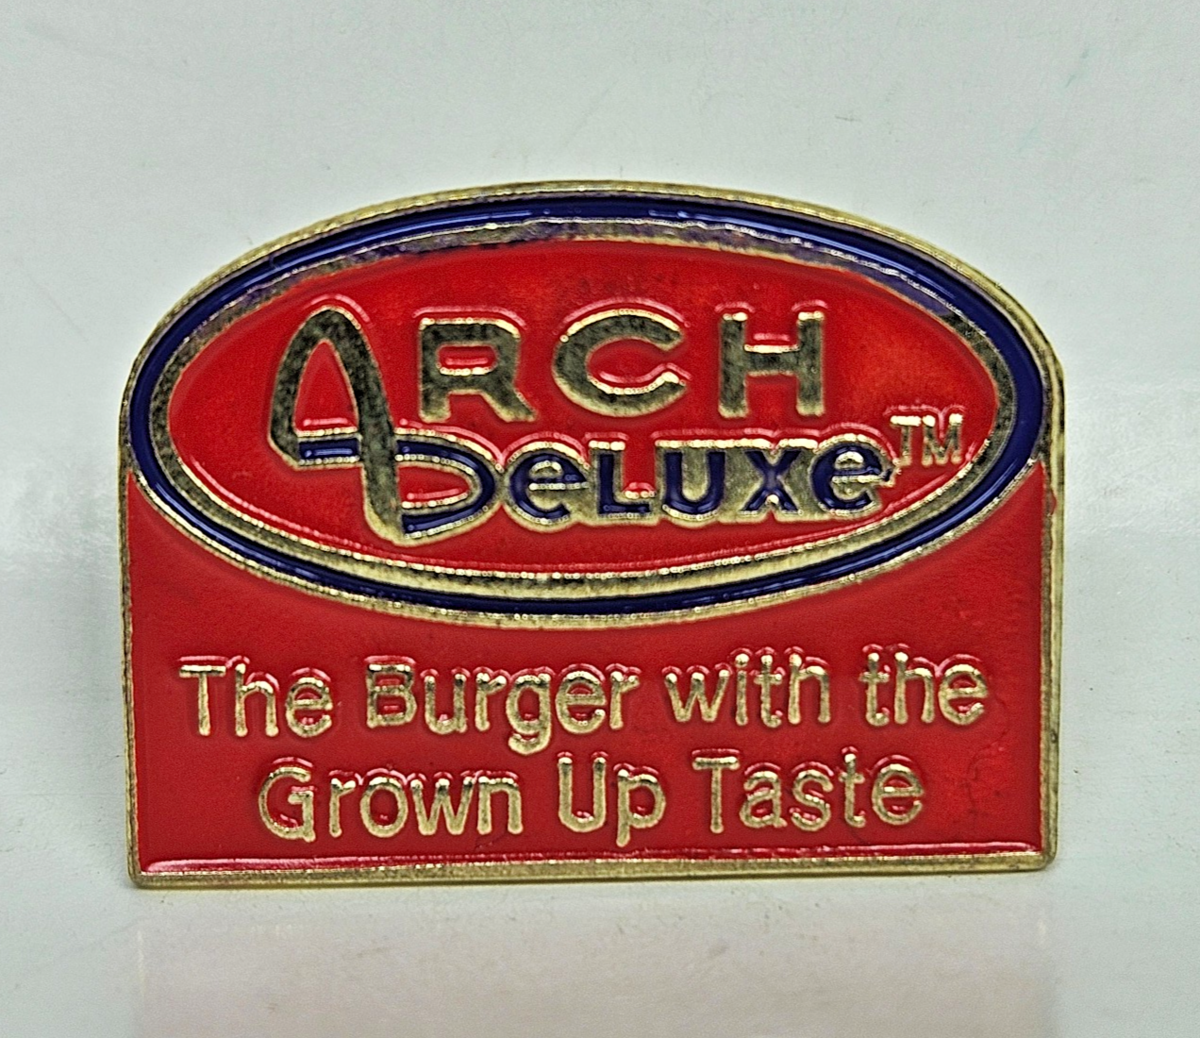 ARCH
DeLUXe™
The Burger with the
Grown Up Taste